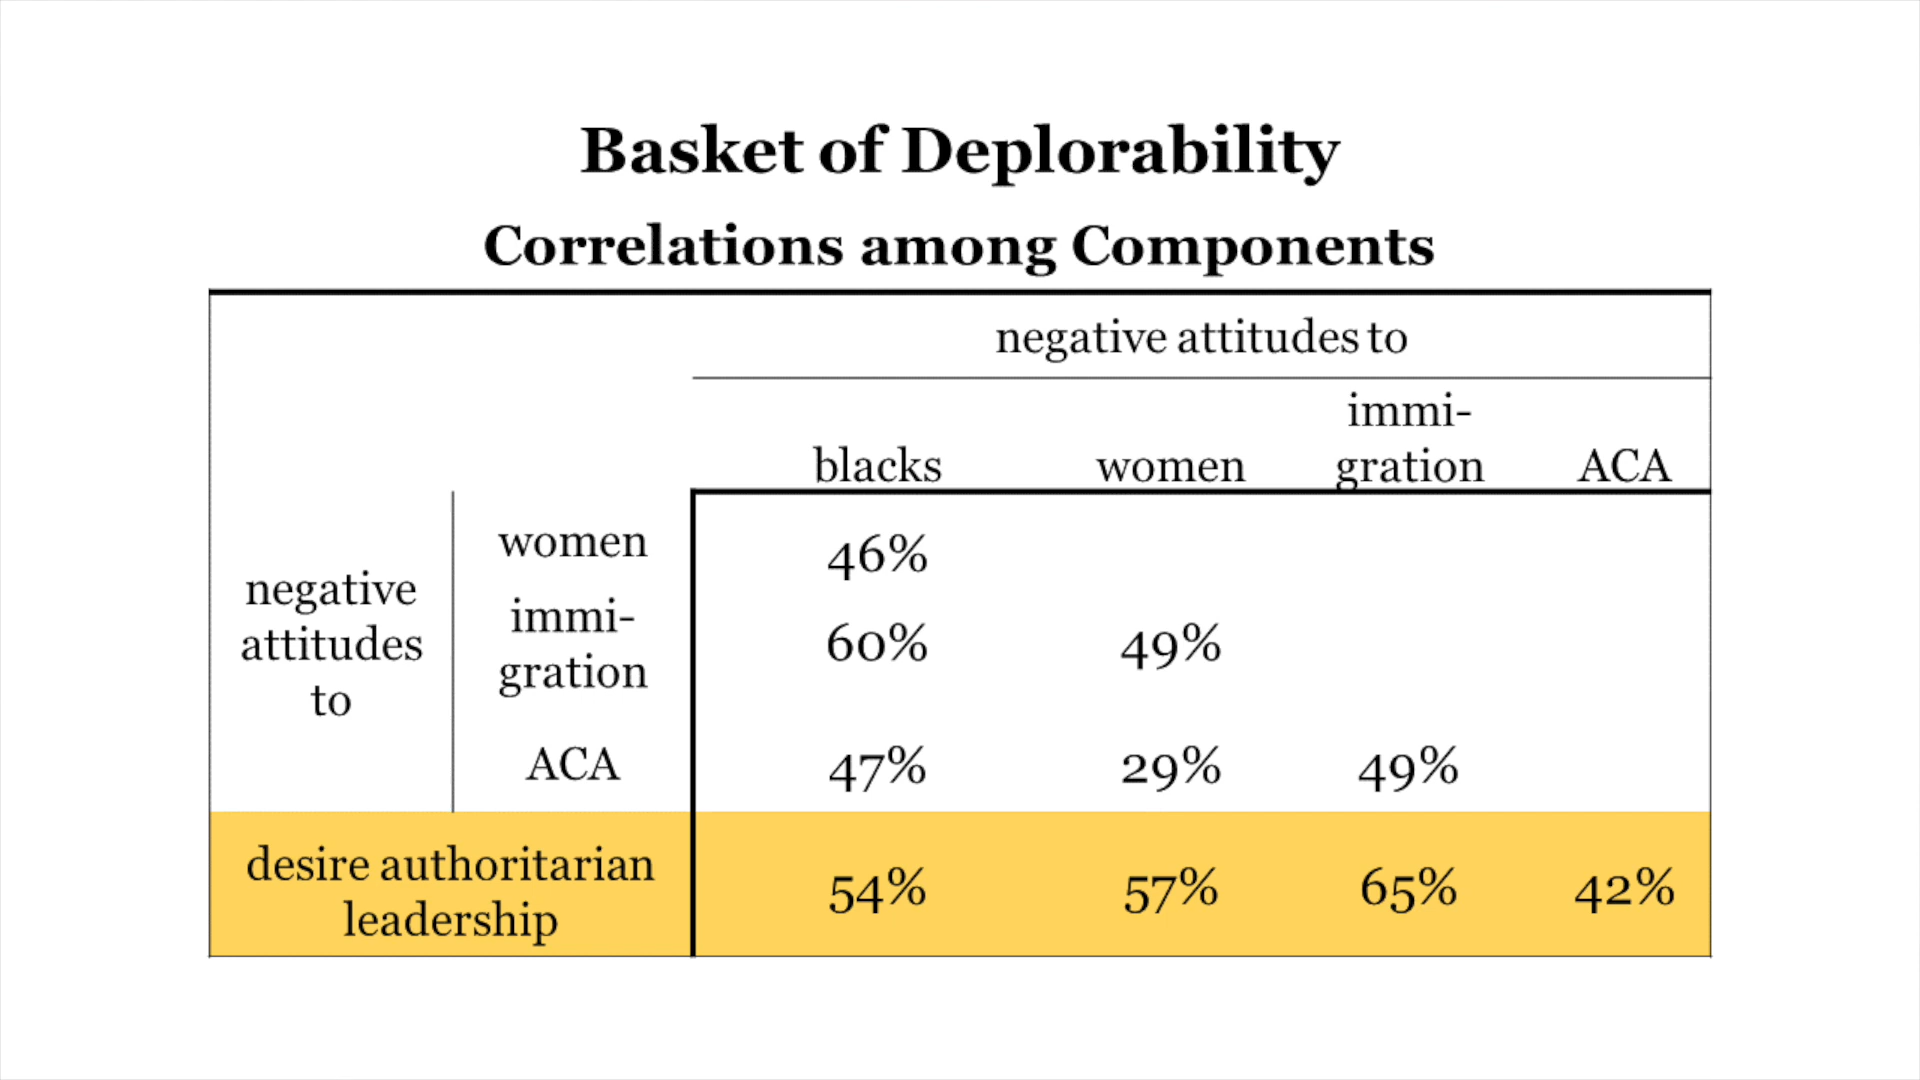 Basket of Deplorability
Correlations among Components
negative attitudes to
immi-
blacks women gration ACA
women 46%
negative
attitudes
to
immi-
gration 60% 49%
ACA 47% 29% 49%
desire authoritarian
leadership 54% 57% 65% 42%